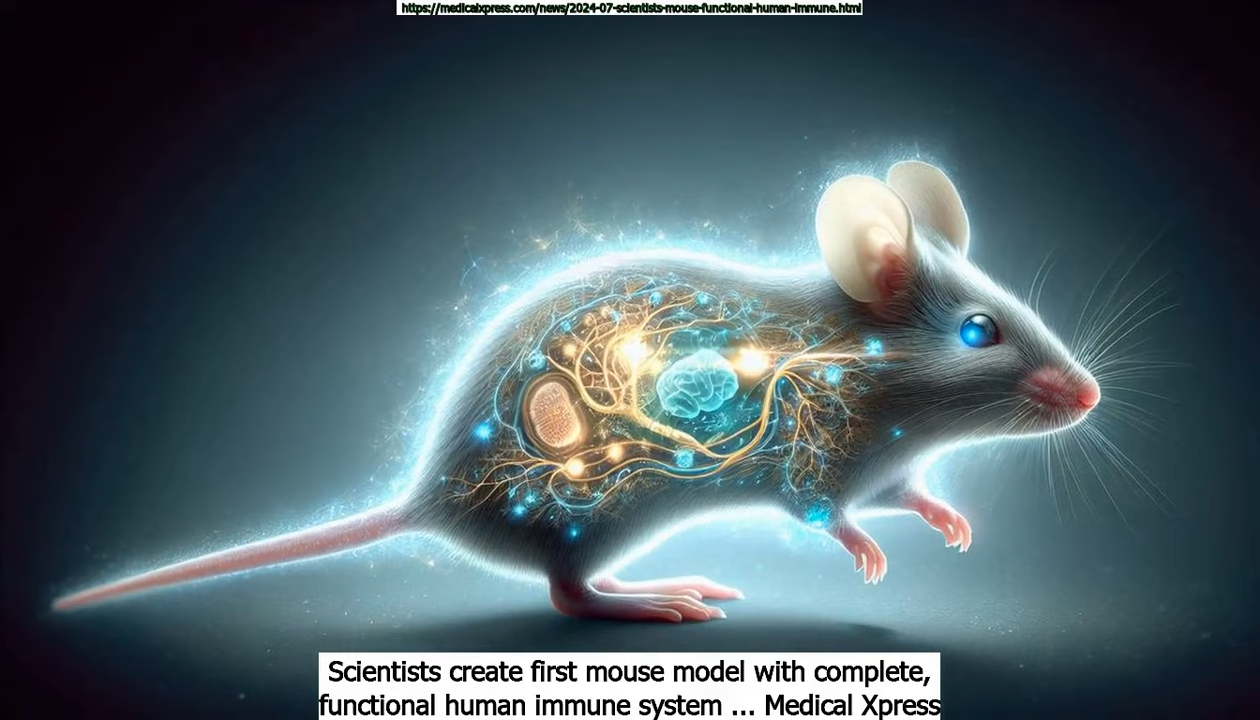 https://medicalxpress.com/news/2024-07-scientists-mouse-functional-human-immune.html
Scientists create first mouse model with complete,
functional human immune system ... Medical Xpress